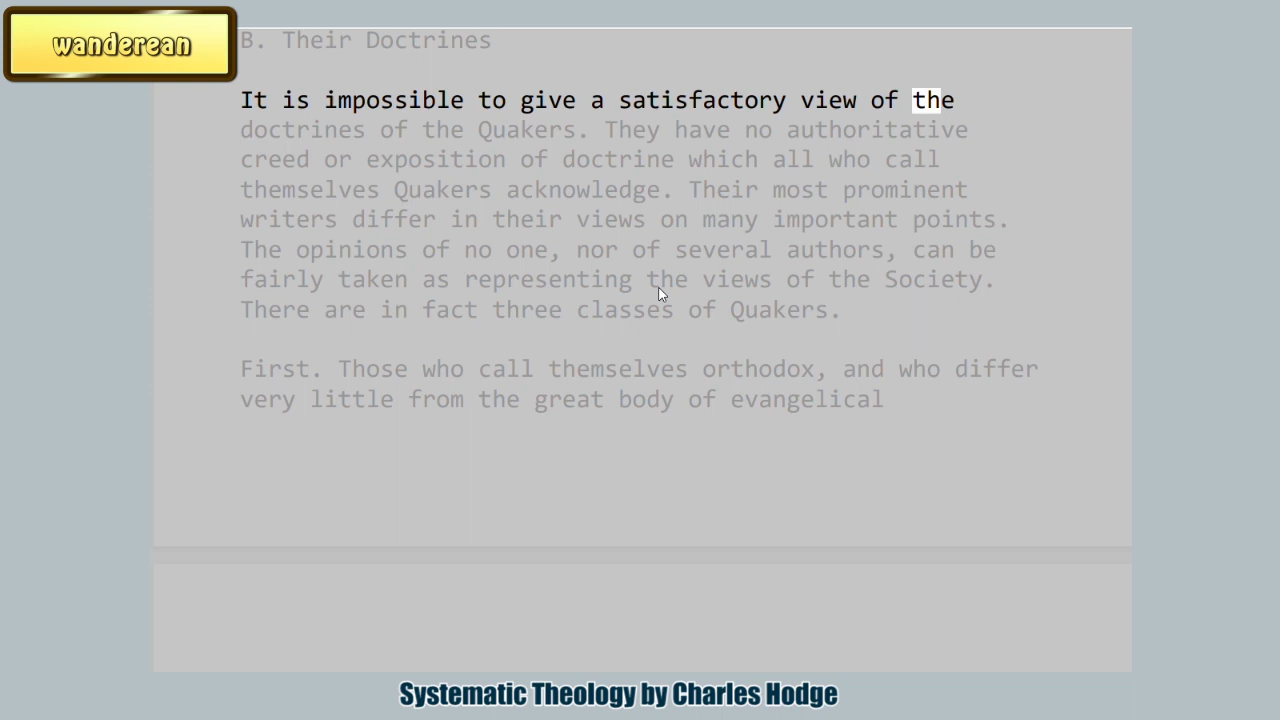 wanderean
B. Their Doctrines
It is impossible to give a satisfactory view of the
doctrines of the Quakers. They have no authoritative
creed or exposition of doctrine which all who call
themselves Quakers acknowledge. Their most prominent
writers differ in their views on many important points.
The opinions of no one, nor of several authors, can be
fairly taken as representing the views of the Society.
There are in fact three classes of Quakers.
First. Those who call themselves orthodox, and who differ
very little from the great body of evangelical
Systematic Theology by Charles Hodge